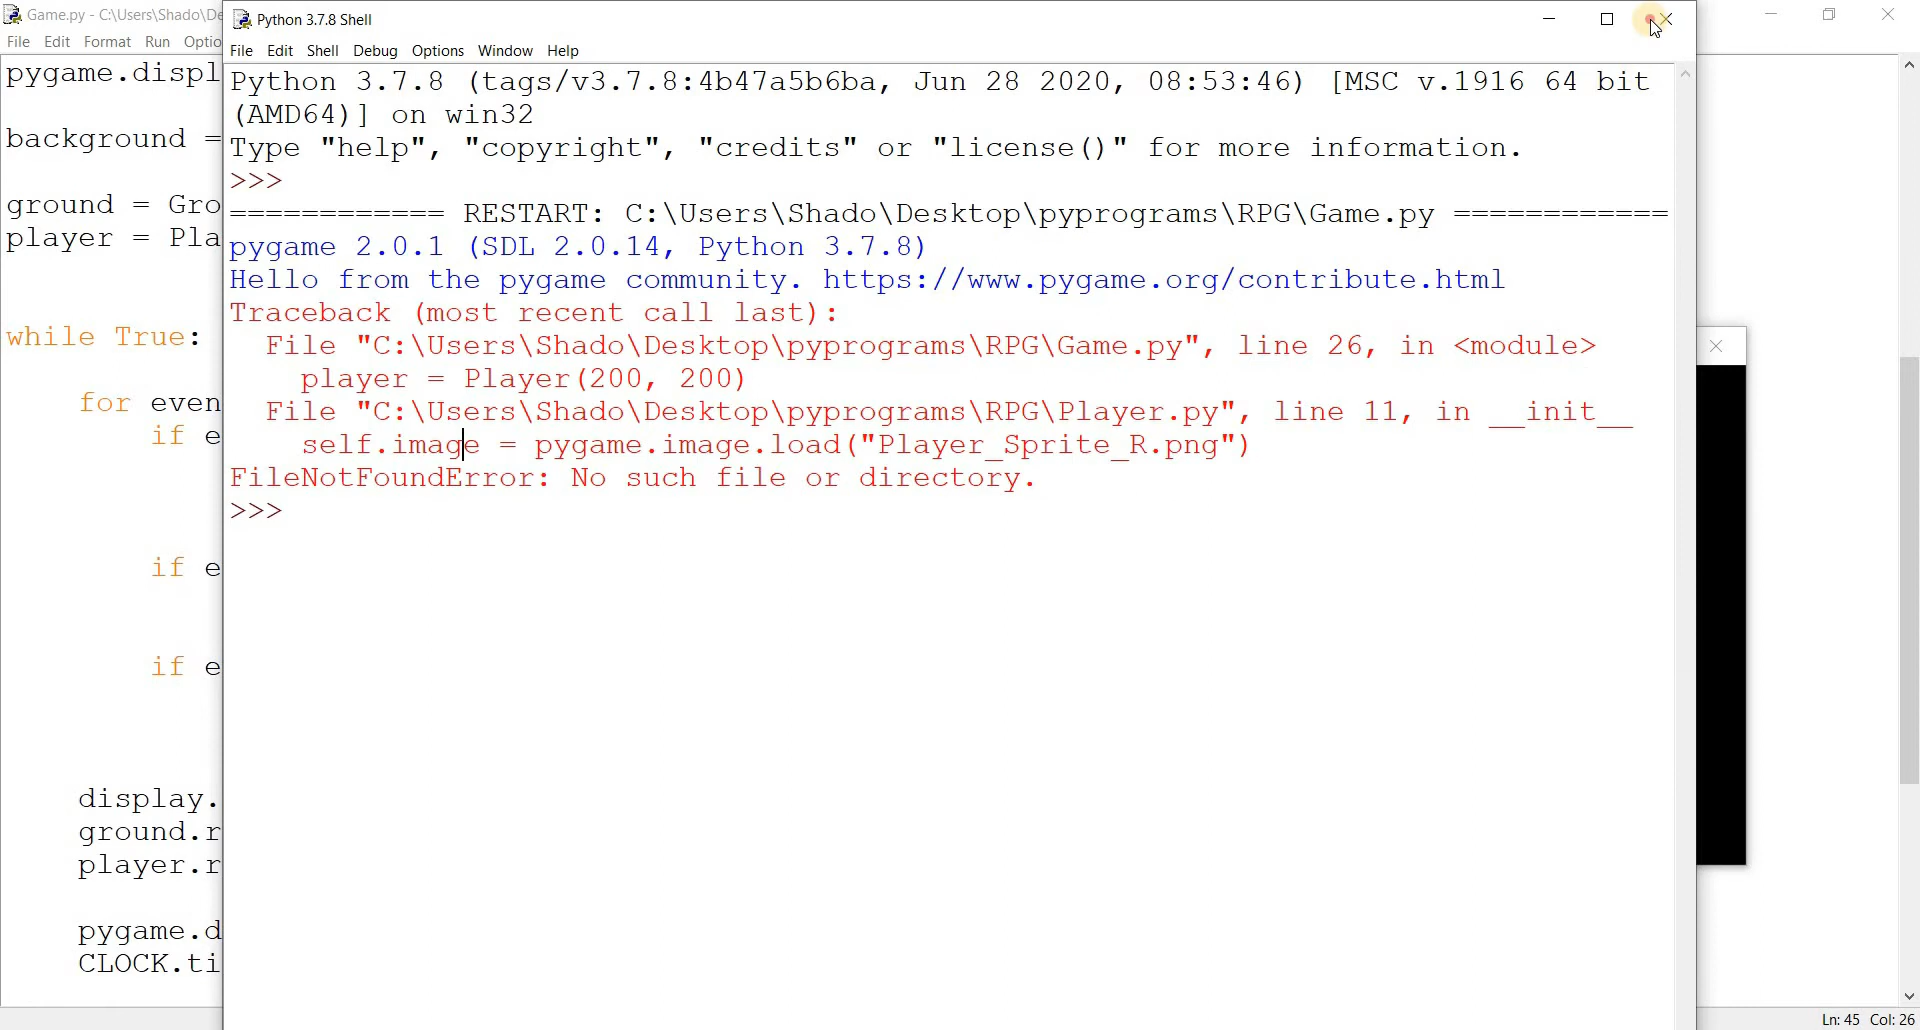 Game.py - C:\Users\Shado\De
File Edit Format Run Optio
pygame.displ
background =
ground = Gro
player = Pla
while True:
for even
if e
if e
if e
display.
ground.r
player.r
pygame.d
CLOCK.ti
Python 3.7.8 Shell
File Edit Shell Debug Options Window Help
Python 3.7.8 (tags/v3.7.8:4b47a5b6ba, Jun 28 2020, 08:53:46) [MSC v.1916 64 bit
(AMD64)] on win32
Type "help", "copyright", "credits" or "license()" for more information.
>>>
============ RESTART: C:\Users\Shado\Desktop\pyprograms\RPG\Game.py ============
pygame 2.0.1 (SDL 2.0.14, Python 3.7.8)
Hello from the pygame community. https://www.pygame.org/contribute.html
Traceback (most recent call last):
File "C:\Users\Shado\Desktop\pyprograms\RPG\Game.py", line 26, in <module>
player = Player(200, 200)
File "C:\Users\Shado\Desktop\pyprograms\RPG\Player.py", line 11, in __init__
self.image = pygame.image.load("Player_Sprite_R.png")
FileNotFoundError: No such file or directory.
>>>
Ln: 45 Col: 26